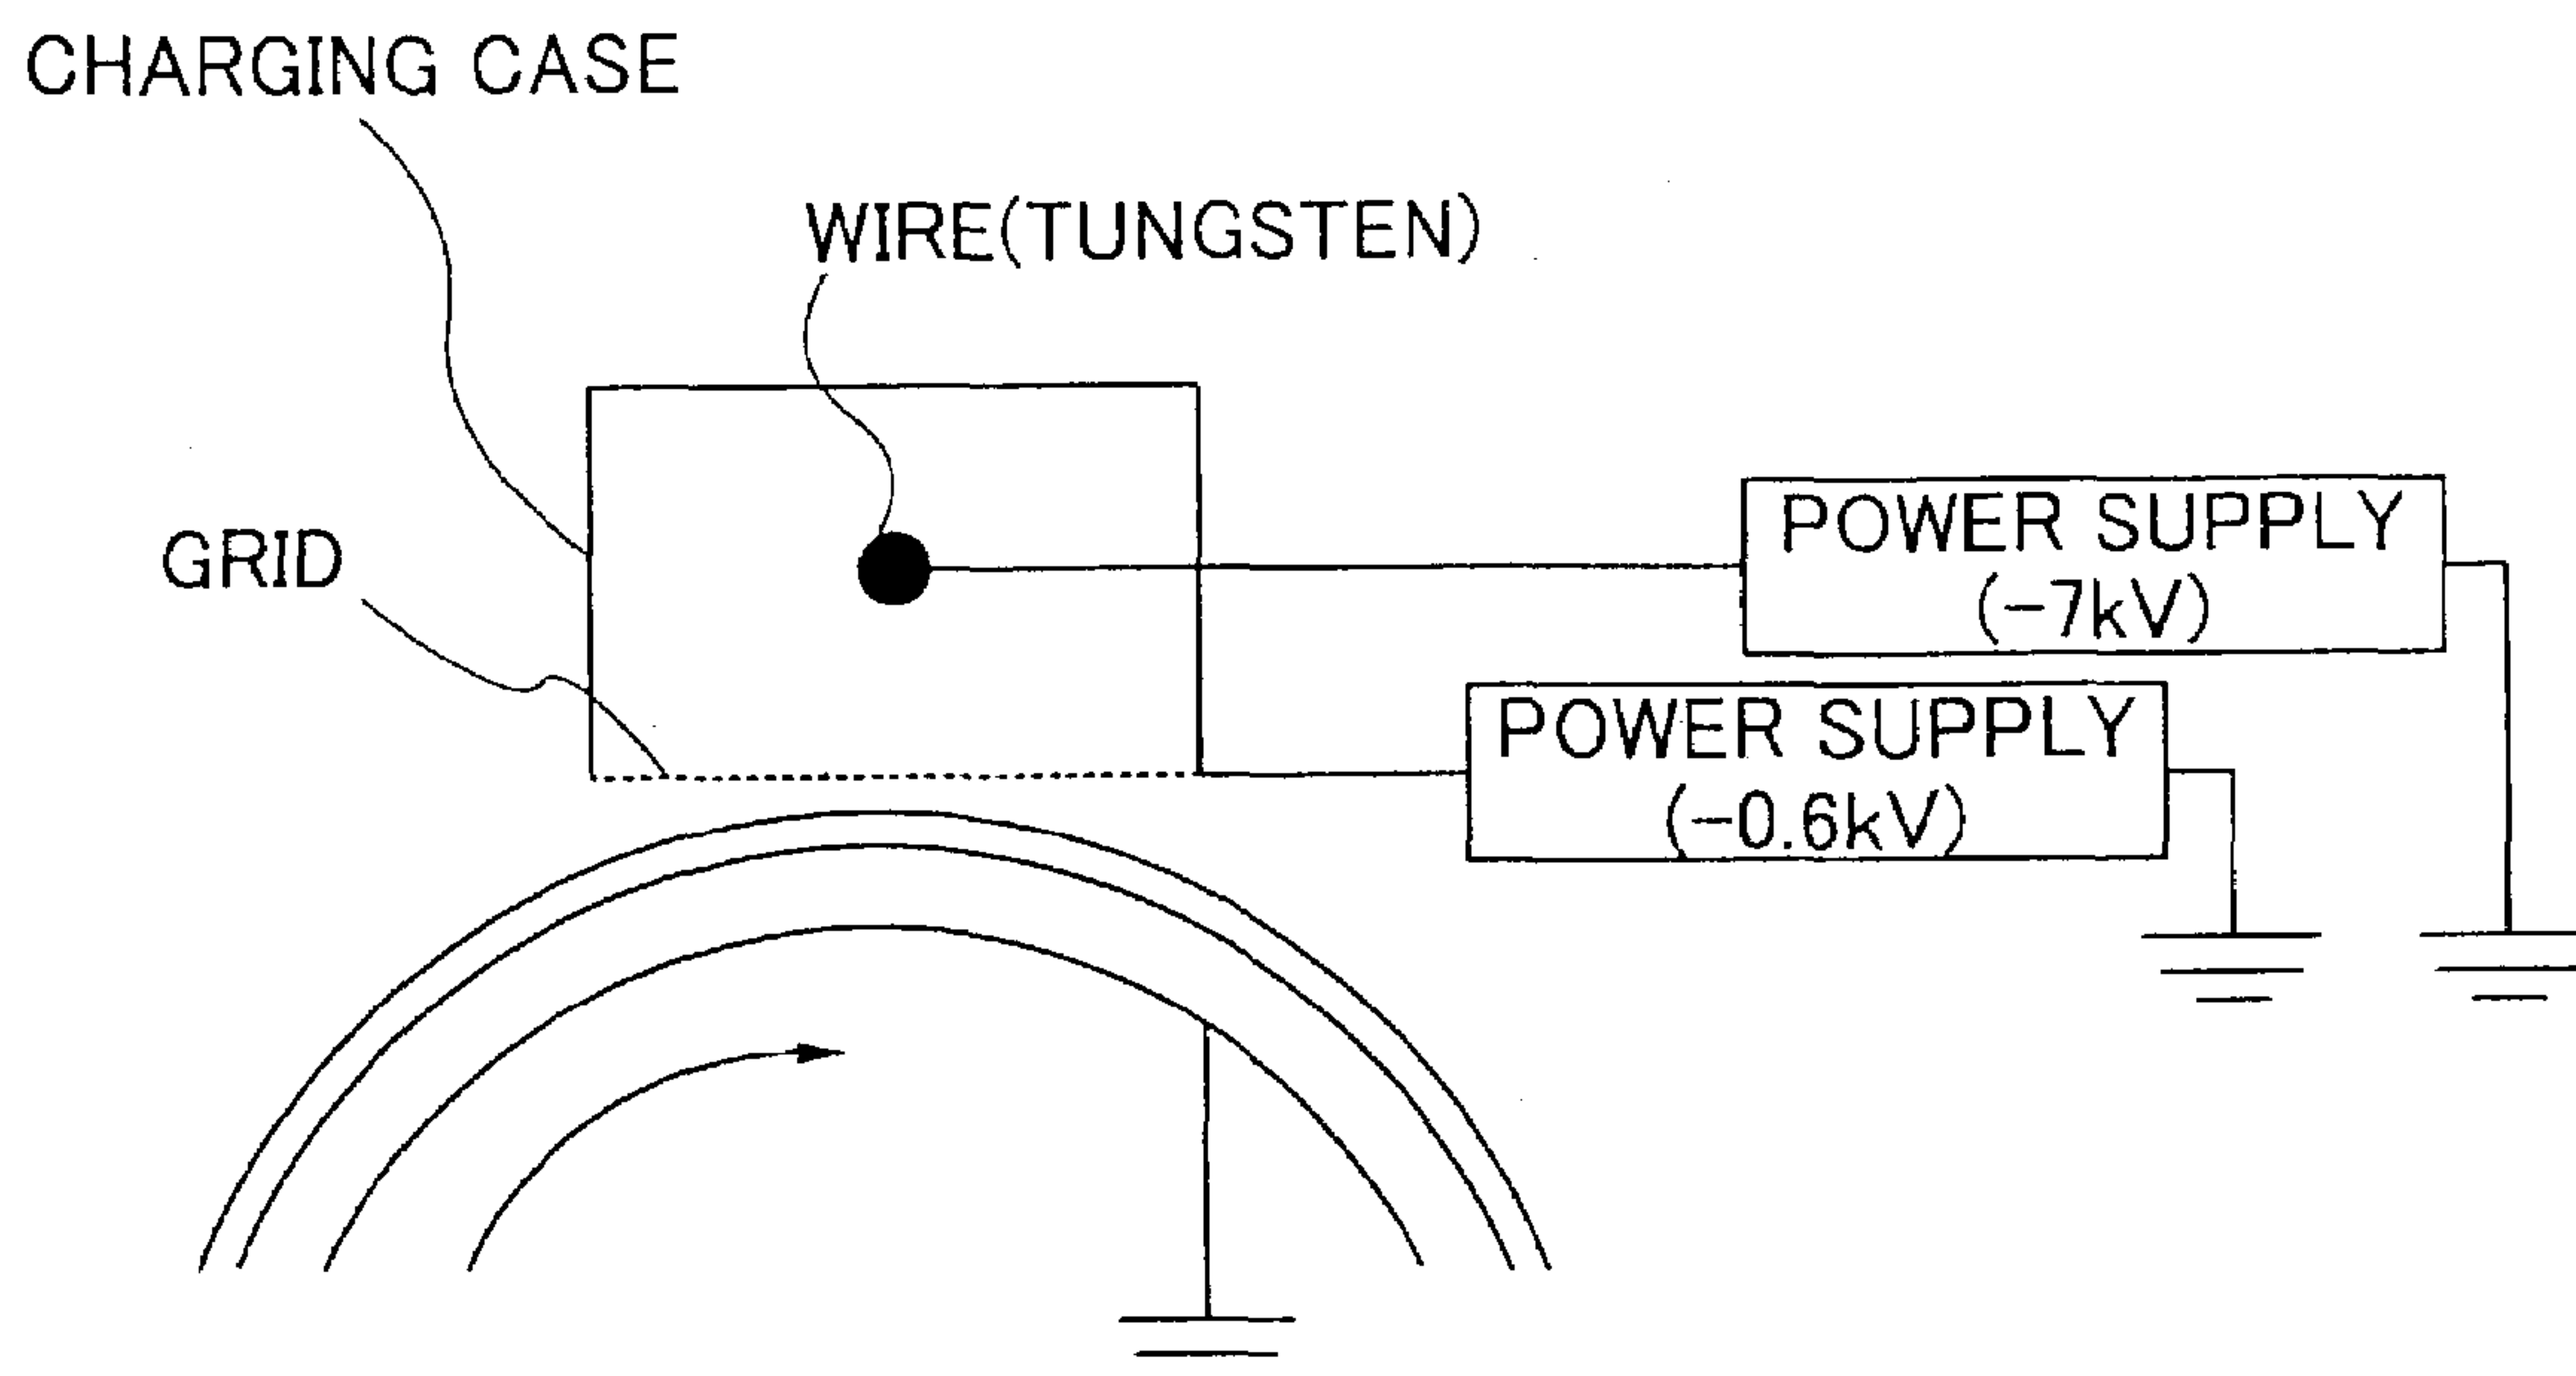 CHARGING CASE
WIRE(TUNGSTEN)
GRID
POWER SUPPLY
(−7kV)
POWER SUPPLY
(−0.6kV)